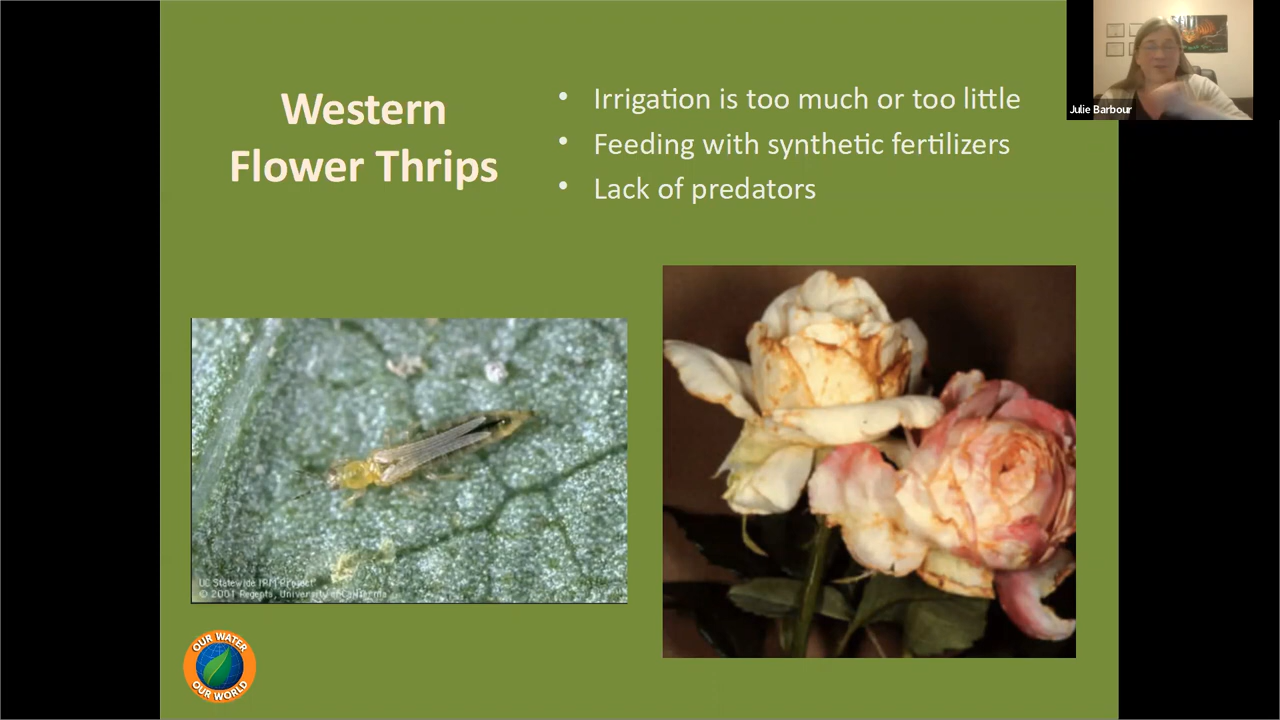 Western
Flower Thrips
• Irrigation is too much or too little
• Feeding with synthetic fertilizers
• Lack of predators
Julie Barbour
UC Statewide IPM Project
© 2001 Regents, University of California
OUR WATER
OUR WORLD